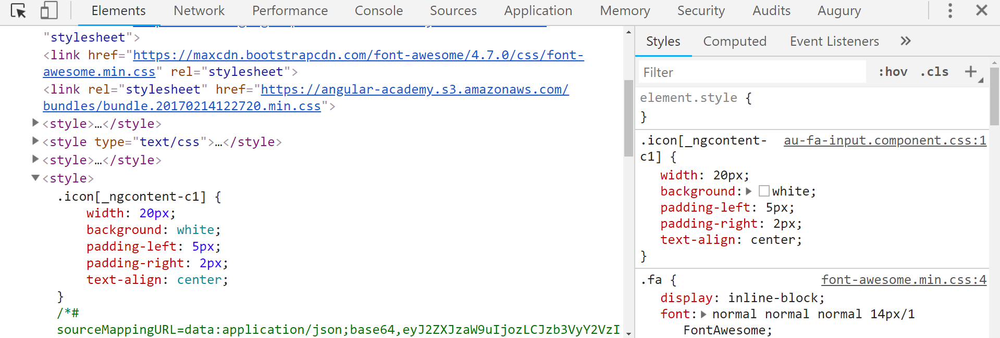 Elements Network Performance Console Sources Application Memory Security Audits Augury
"stylesheet">
<link href="https://maxcdn.bootstrapcdn.com/font-awesome/4.7.0/css/font-
awesome.min.css" rel="stylesheet">
<link rel="stylesheet" href="https://angular-academy.s3.amazonaws.com/
bundles/bundle.20170214122720.min.css">
<style>…</style>
<style type="text/css">…</style>
<style>…</style>
<style>
.icon[_ngcontent-c1] {
width: 20px;
background: white;
padding-left: 5px;
padding-right: 2px;
text-align: center;
}
/*#
sourceMappingURL=data:application/json;base64,eyJ2ZXJzaW9uIjozLCJzb3VyY2VzI
Styles Computed Event Listeners »
Filter :hov .cls +
element.style {
}
.icon[_ngcontent- au-fa-input.component.css:1
c1] {
width: 20px;
background: white;
padding-left: 5px;
padding-right: 2px;
text-align: center;
}
.fa { font-awesome.min.css:4
display: inline-block;
font: normal normal normal 14px/1
FontAwesome;